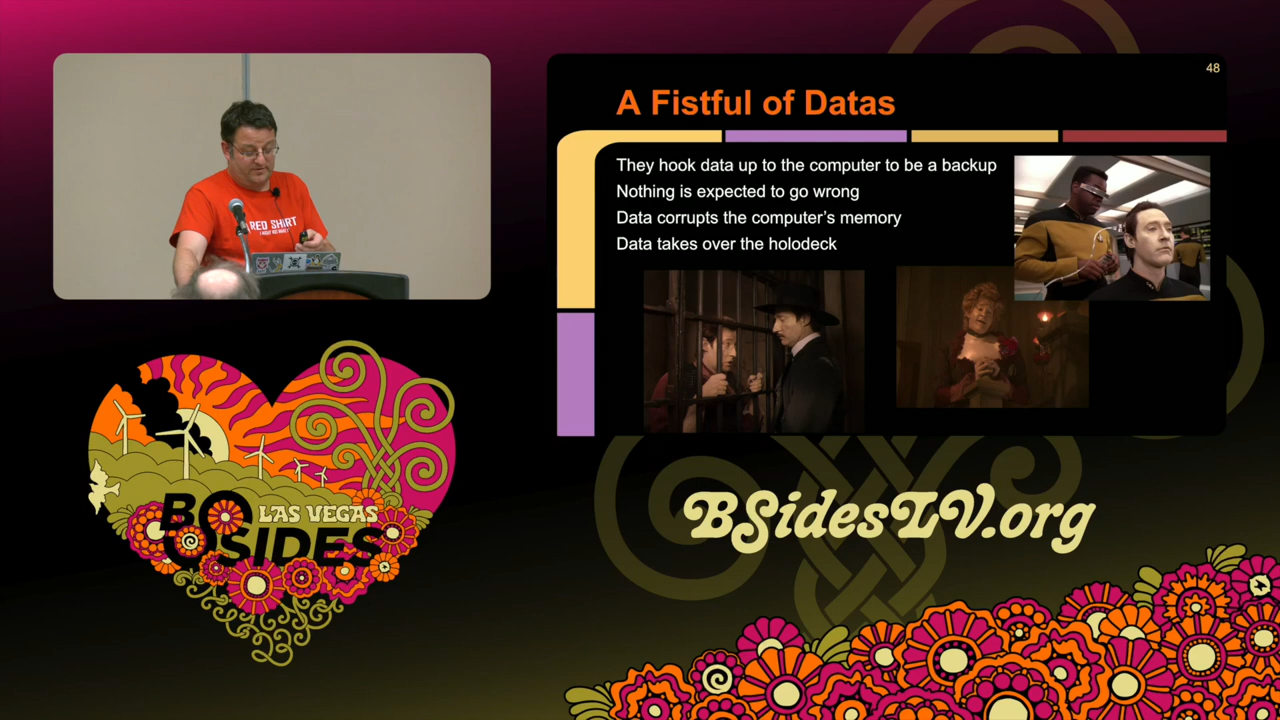 48
A Fistful of Datas
They hook data up to the computer to be a backup
Nothing is expected to go wrong
Data corrupts the computer's memory
Data takes over the holodeck
RED SHIRT
LAS VEGAS
BSIDES
BSidesLV.org